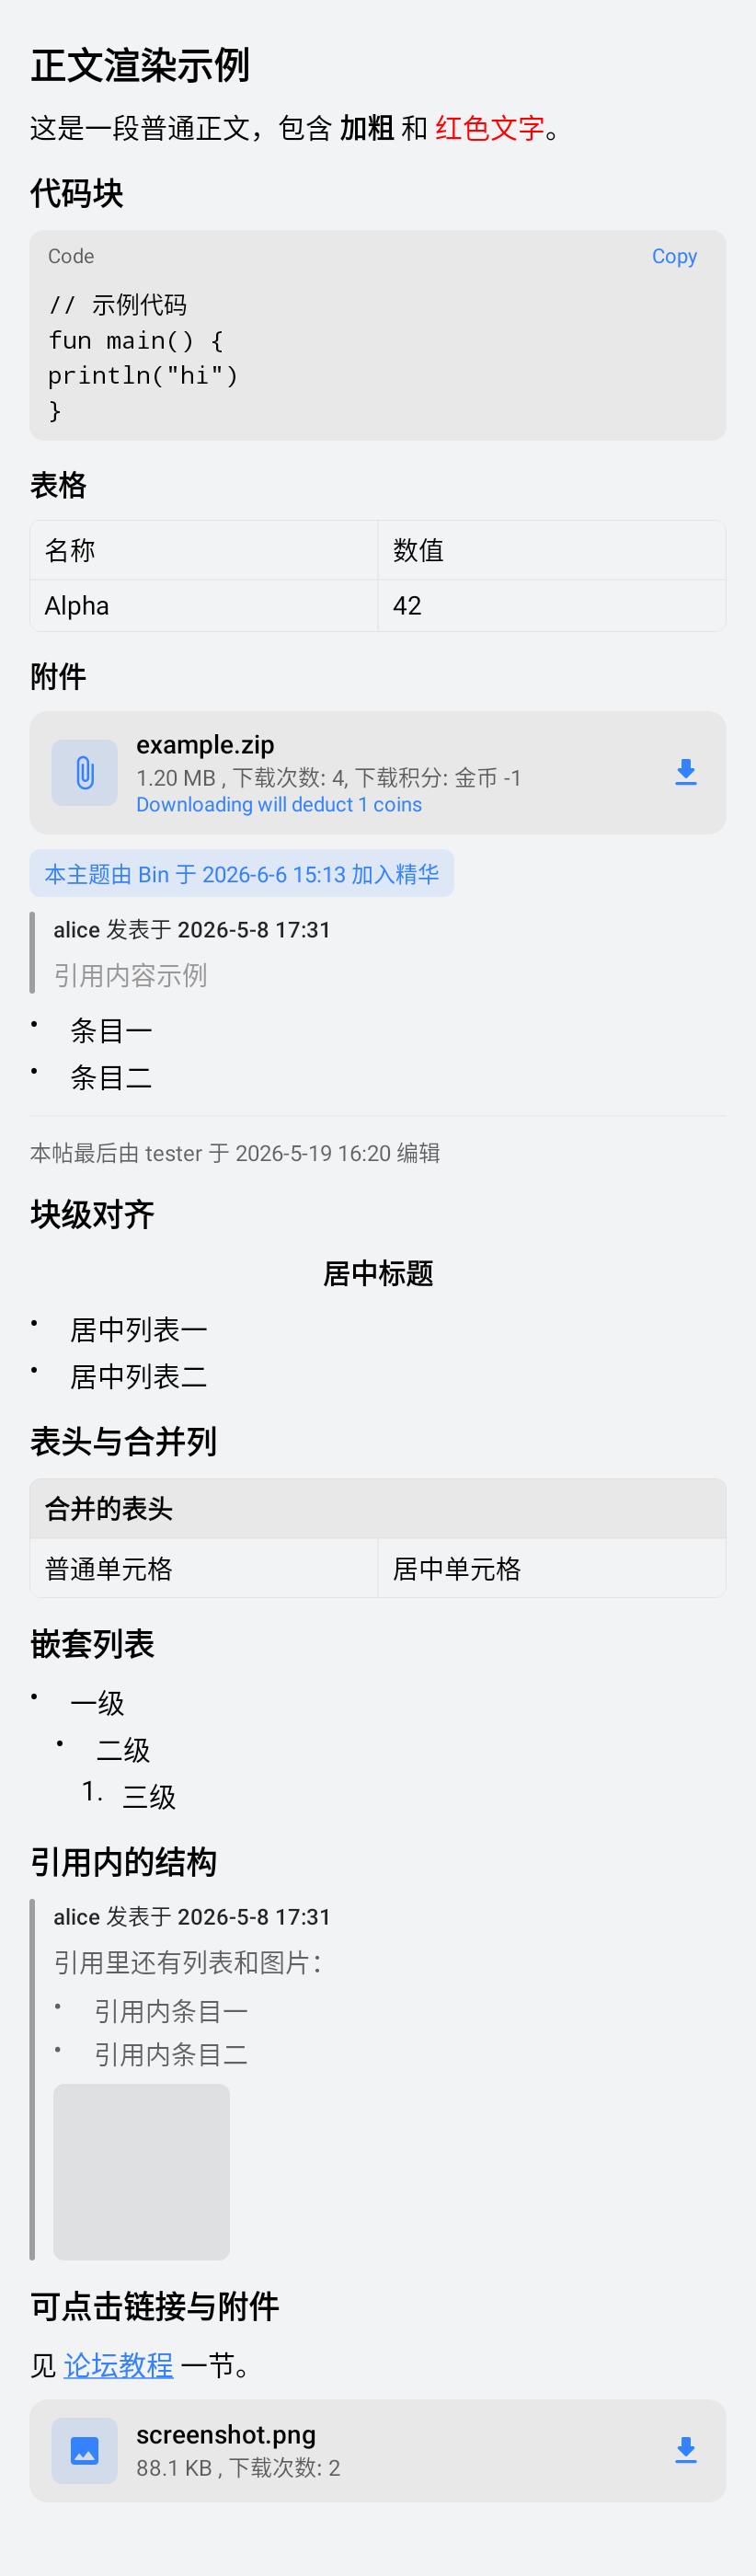 正文渲染示例
这是一段普通正文，包含 加粗 和 红色文字。
代码块
Code
Copy
// 示例代码
fun main() {
println("hi")
}
表格
名称 数值
Alpha 42
附件
example.zip
1.20 MB , 下载次数: 4, 下载积分: 金币 -1
Downloading will deduct 1 coins
本主题由 Bin 于 2026-6-6 15:13 加入精华
alice 发表于 2026-5-8 17:31
引用内容示例
• 条目一
• 条目二
本帖最后由 tester 于 2026-5-19 16:20 编辑
块级对齐
居中标题
• 居中列表一
• 居中列表二
表头与合并列
合并的表头
普通单元格 居中单元格
嵌套列表
• 一级
• 二级
1. 三级
引用内的结构
alice 发表于 2026-5-8 17:31
引用里还有列表和图片：
• 引用内条目一
• 引用内条目二
可点击链接与附件
见 论坛教程 一节。
screenshot.png
88.1 KB , 下载次数: 2